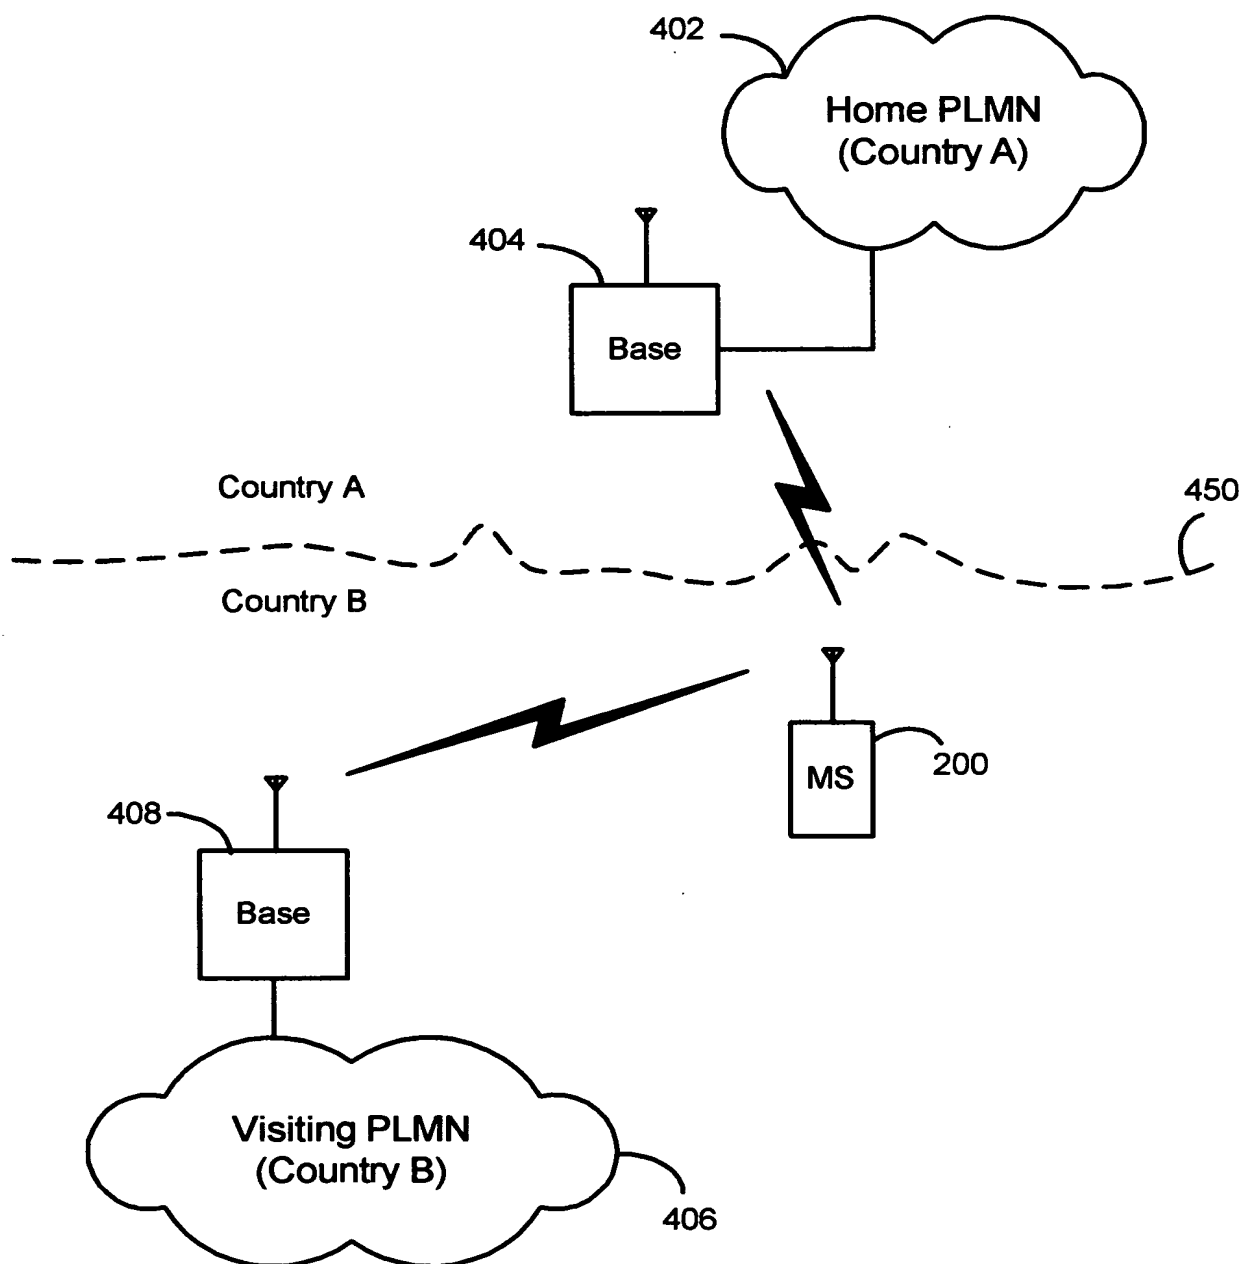 402
Home PLMN
(Country A)
404
Base
Country A
450
Country B
MS
200
408
Base
Visiting PLMN
(Country B)
406